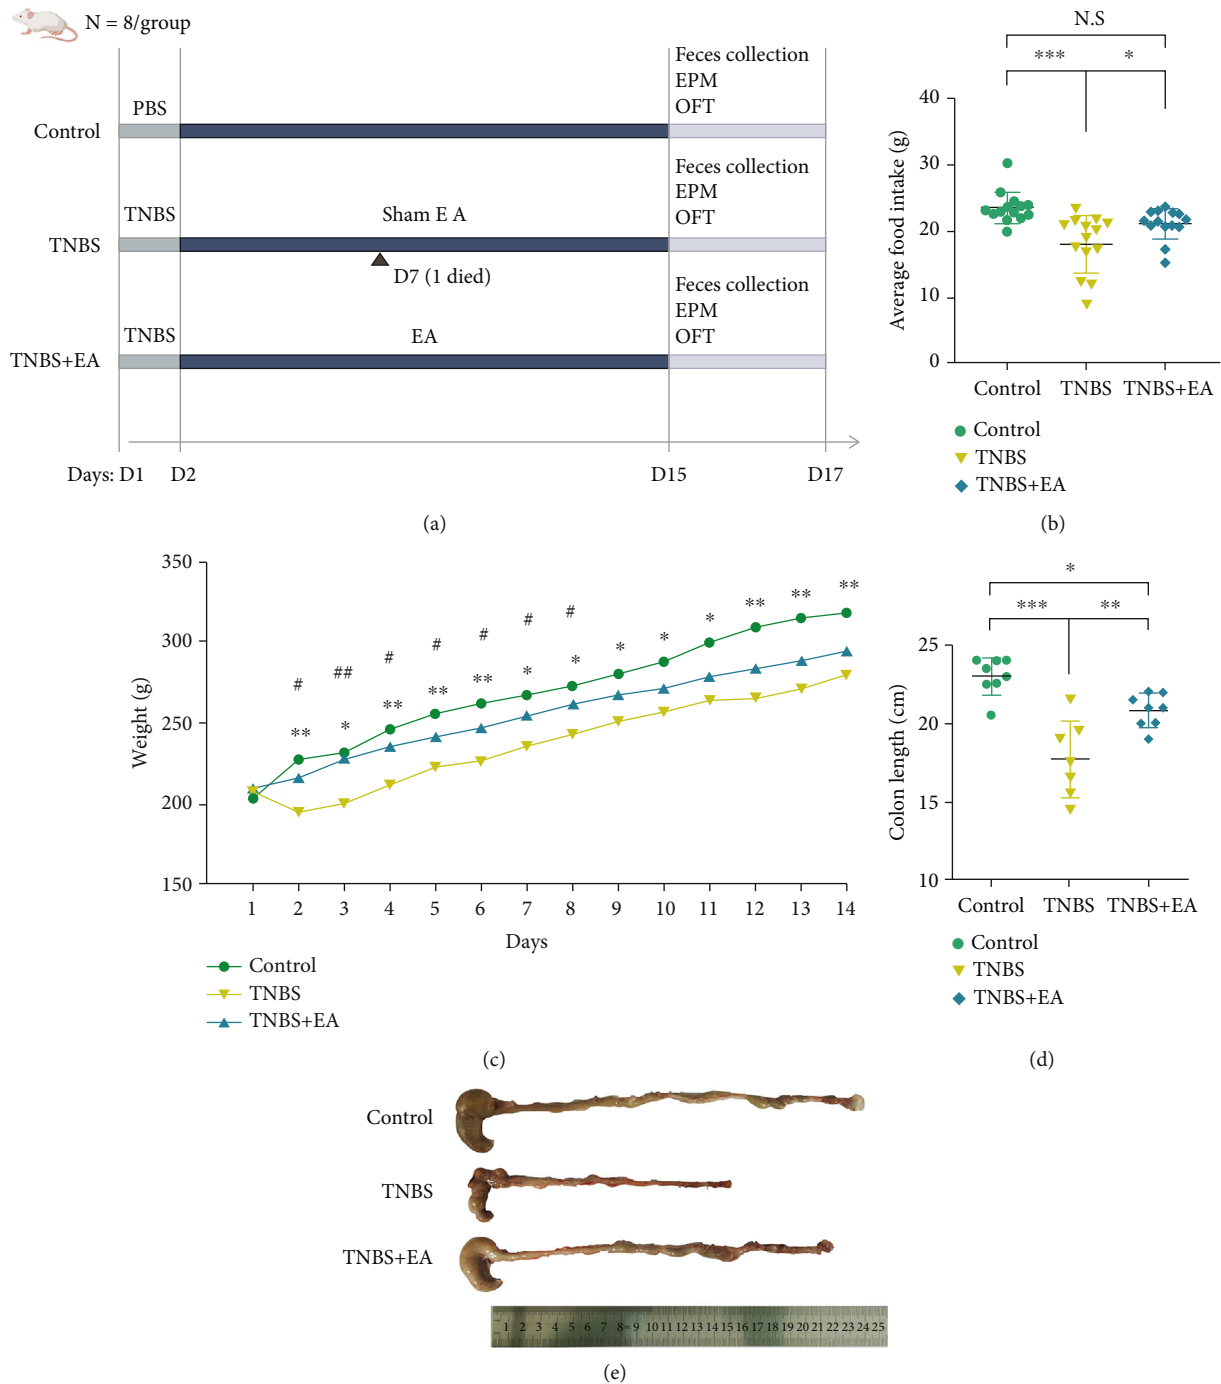 N = 8/group
Feces collection
EPM
OFT
PBS
Control
Feces collection
EPM
OFT
TNBS
Sham E A
TNBS
D7 (1 died)
Feces collection
EPM
OFT
TNBS
EA
TNBS+EA
Days: D1 D2 D15 D17
(a)
N.S
*** *
Average food intake (g)
40
30
20
10
0
Control TNBS TNBS+EA
Control
TNBS
TNBS+EA
(b)
Weight (g)
350
300
250
200
150
# ## # # # # #
** * ** ** ** * * * * * ** ** **
1 2 3 4 5 6 7 8 9 10 11 12 13 14
Days
Control
TNBS
TNBS+EA
(c)
*
*** **
Colon length (cm)
25
20
15
10
Control TNBS TNBS+EA
Control
TNBS
TNBS+EA
(d)
Control
TNBS
TNBS+EA
1 2 3 4 5 6 7 8 9 10 11 12 13 14 15 16 17 18 19 20 21 22 23 24 25
(e)